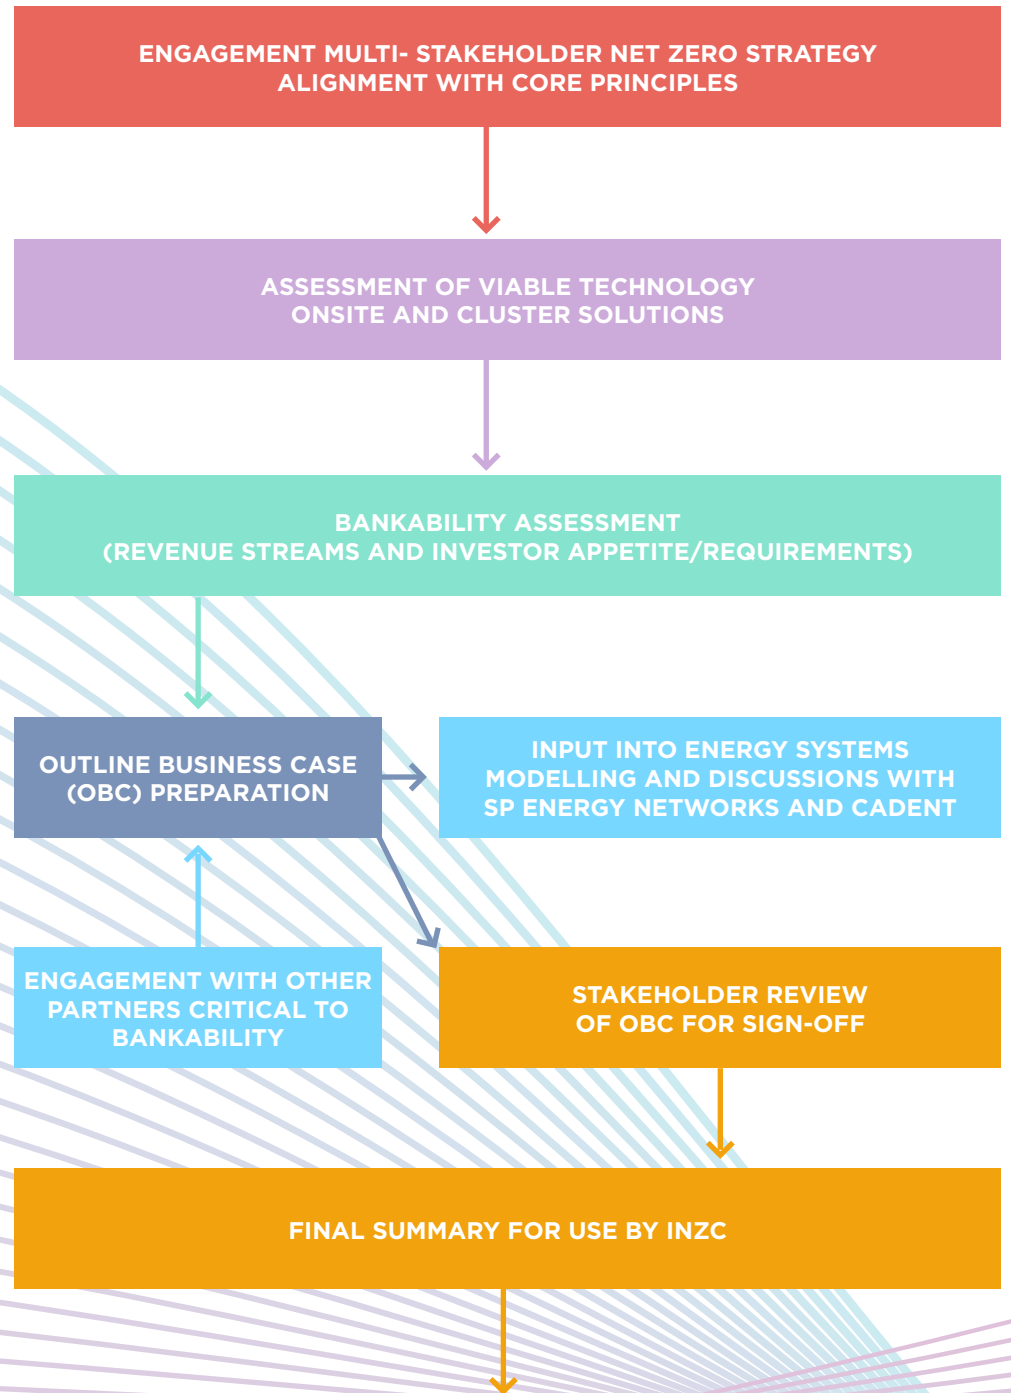 ENGAGEMENT MULTI- STAKEHOLDER NET ZERO STRATEGY
ALIGNMENT WITH CORE PRINCIPLES
ASSESSMENT OF VIABLE TECHNOLOGY
ONSITE AND CLUSTER SOLUTIONS
BANKABILITY ASSESSMENT
(REVENUE STREAMS AND INVESTOR APPETITE/REQUIREMENTS)
OUTLINE BUSINESS CASE
(OBC) PREPARATION
INPUT INTO ENERGY SYSTEMS
MODELLING AND DISCUSSIONS WITH
SP ENERGY NETWORKS AND CADENT
ENGAGEMENT WITH OTHER
PARTNERS CRITICAL TO
BANKABILITY
STAKEHOLDER REVIEW
OF OBC FOR SIGN-OFF
FINAL SUMMARY FOR USE BY INZC